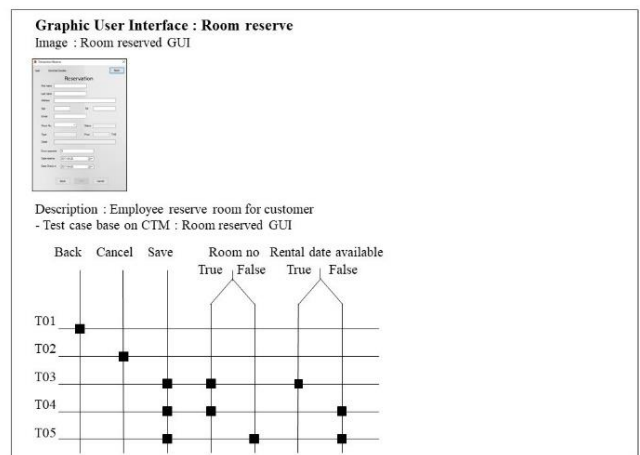 Graphic User Interface : Room reserve
Image : Room reserved GUI
Reservation
Description : Employee reserve room for customer
- Test case base on CTM : Room reserved GUI
Back Cancel Save Room no Rental date available
True False True False
T01
T02
T03
T04
T05